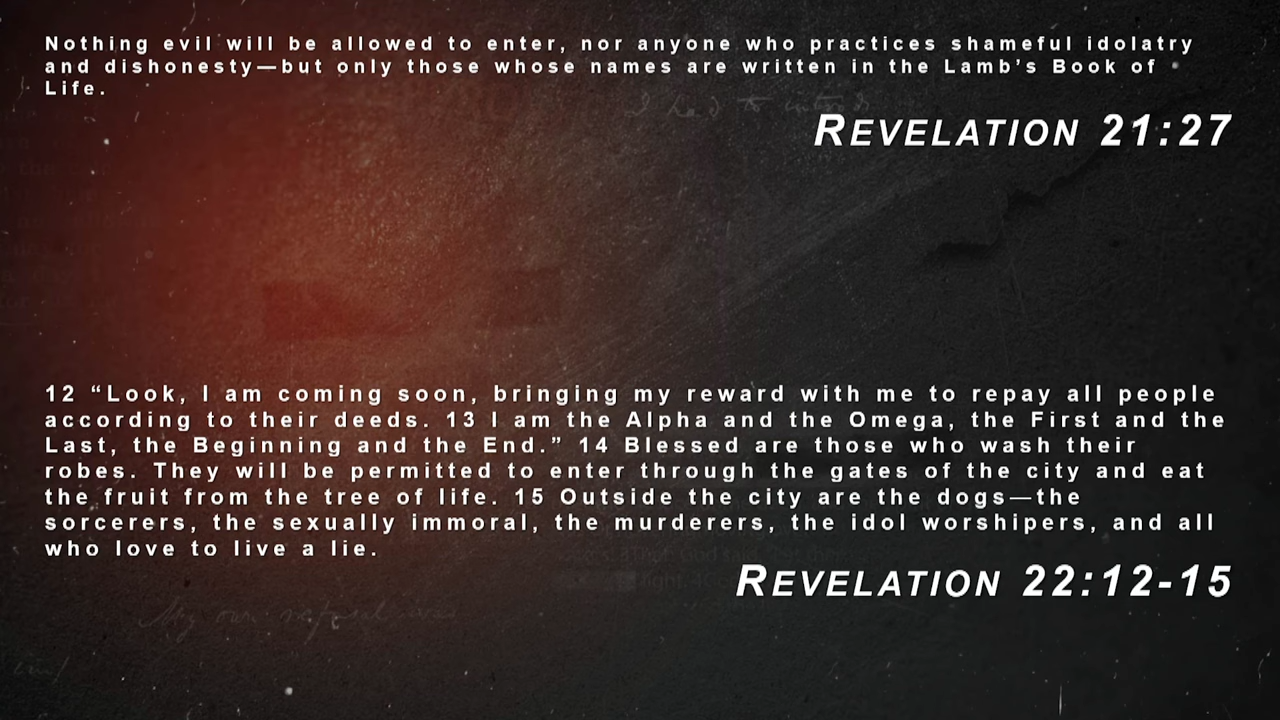 Nothing evil will be allowed to enter, nor anyone who practices shameful idolatry
and dishonesty—but only those whose names are written in the Lamb’s Book of
Life.
REVELATION 21:27
12 “Look, I am coming soon, bringing my reward with me to repay all people
according to their deeds. 13 I am the Alpha and the Omega, the First and the
Last, the Beginning and the End.” 14 Blessed are those who wash their
robes. They will be permitted to enter through the gates of the city and eat
the fruit from the tree of life. 15 Outside the city are the dogs—the
sorcerers, the sexually immoral, the murderers, the idol worshipers, and all
who love to live a lie.
REVELATION 22:12-15